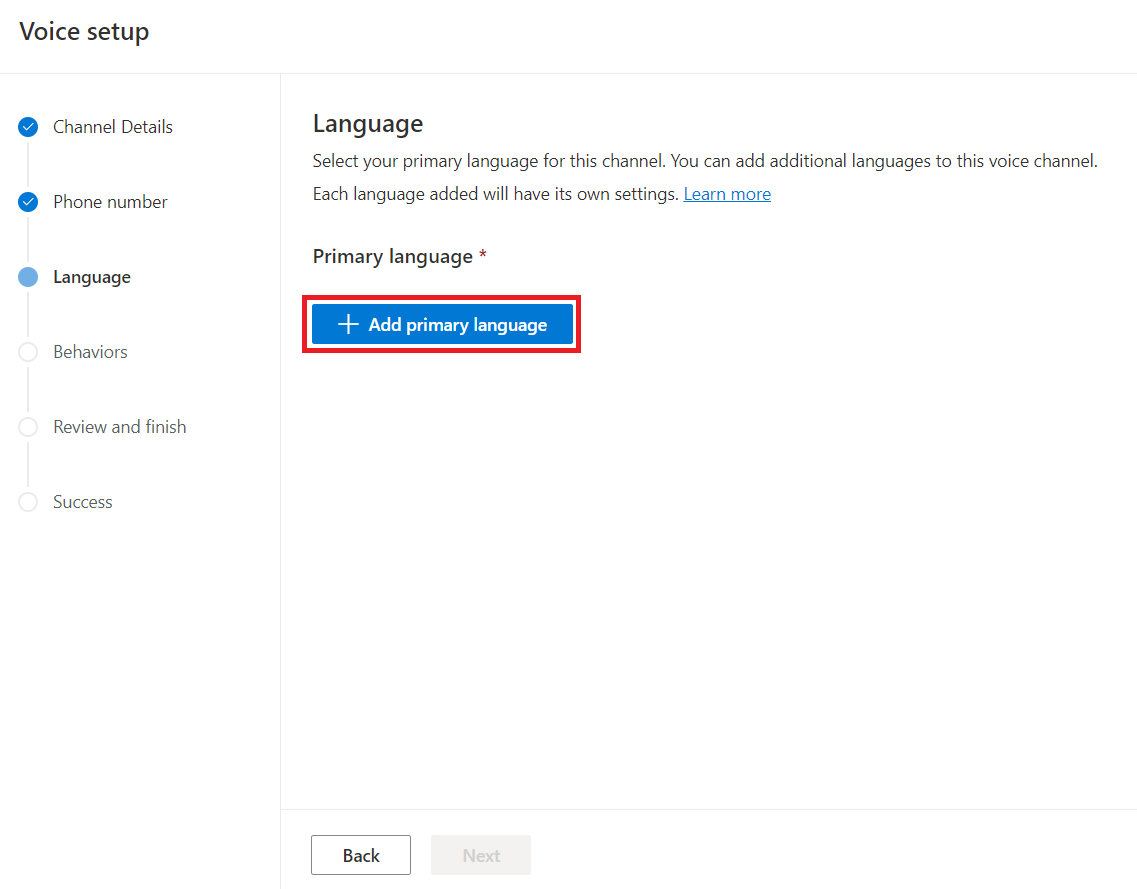 Voice setup
Channel Details
Phone number
Language
Behaviors
Review and finish
Success
Language
Select your primary language for this channel. You can add additional languages to this voice channel.
Each language added will have its own settings. Learn more
Primary language *
+ Add primary language
Back
Next